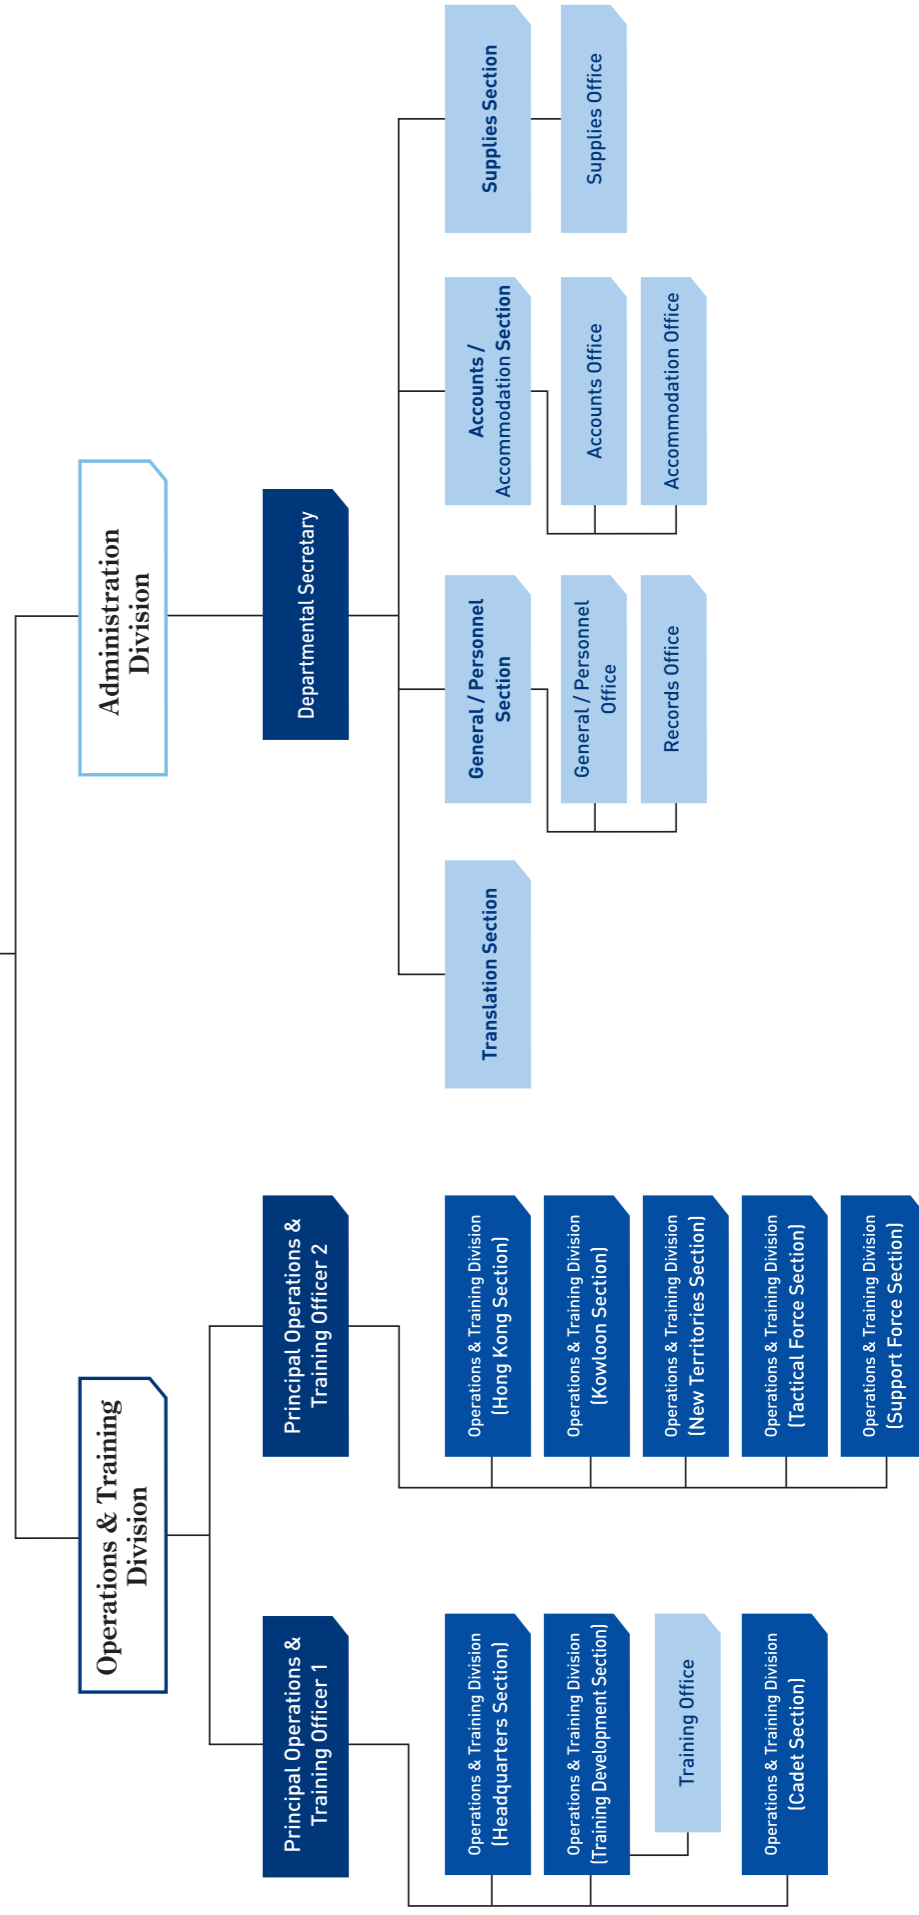 Operations & Training
Division
Administration
Division
Principal Operations &
Training Officer 1
Principal Operations &
Training Officer 2
Departmental Secretary
Operations & Training Division
(Headquarters Section)
Operations & Training Division
(Training Development Section)
Training Office
Operations & Training Division
(Cadet Section)
Operations & Training Division
(Hong Kong Section)
Operations & Training Division
(Kowloon Section)
Operations & Training Division
(New Territories Section)
Operations & Training Division
(Tactical Force Section)
Operations & Training Division
(Support Force Section)
Translation Section
General / Personnel
Section
General / Personnel
Office
Records Office
Accounts /
Accommodation Section
Accounts Office
Accommodation Office
Supplies Section
Supplies Office